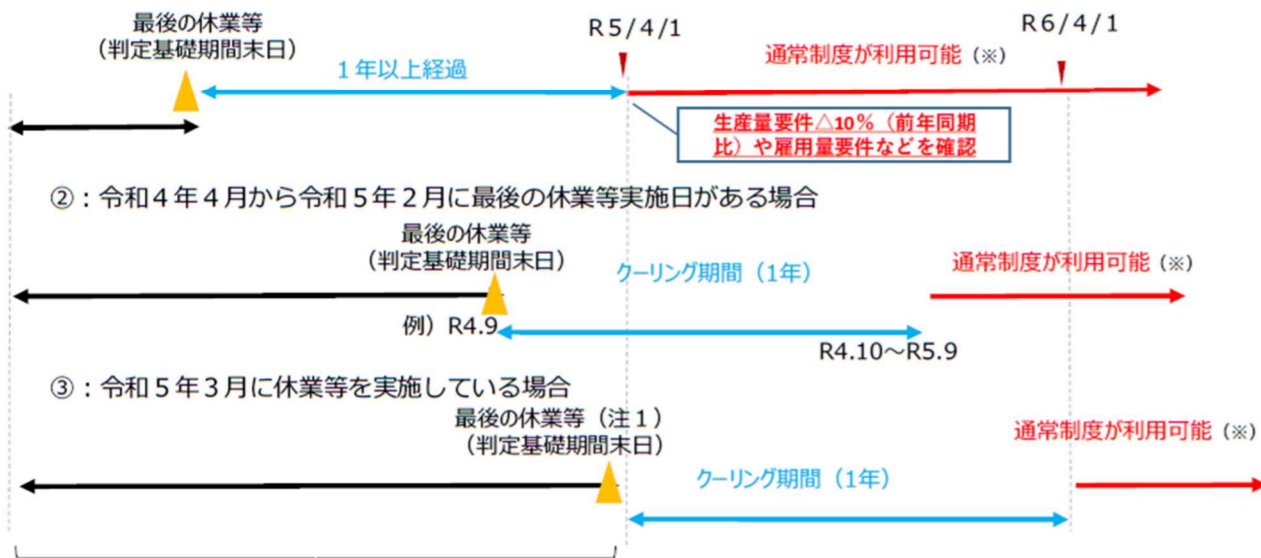 最後の休業等
(判定基礎期間末日)
R5/4/1
R6/4/1
1年以上経過
通常制度が利用可能(※)
生産量要件△10%(前年同期
比)や雇用量要件などを確認
②:令和4年4月から令和5年2月に最後の休業等実施日がある場合
最後の休業等
(判定基礎期間末日)
クーリング期間(1年)
通常制度が利用可能(※)
例)R4.9
R4.10~R5.9
③:令和5年3月に休業等を実施している場合
最後の休業等(注1)
(判定基礎期間末日)
通常制度が利用可能(※)
クーリング期間(1年)